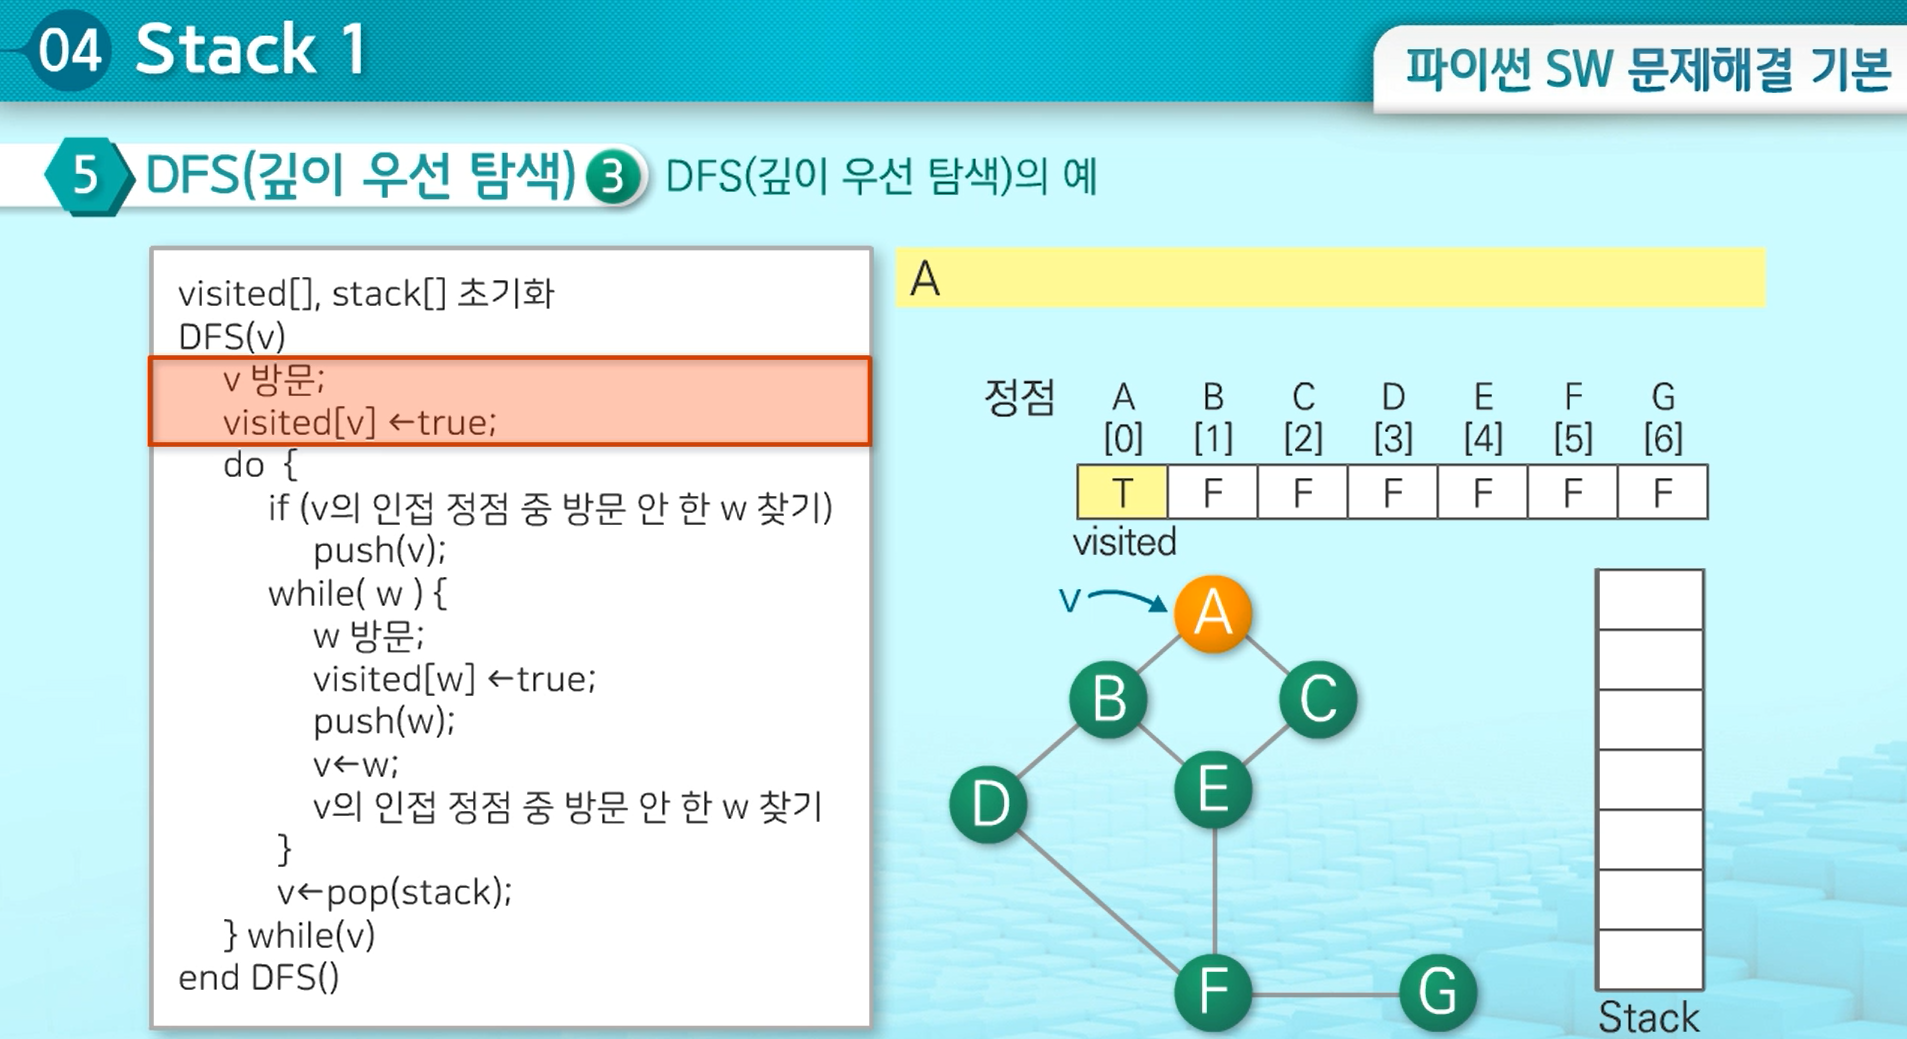 04 Stack 1
파이썬 SW 문제해결 기본
5 DFS(깊이 우선 탐색) 3 DFS(깊이 우선 탐색)의 예
visited[], stack[] 초기화
DFS(v)
v 방문;
visited[v] ←true;
do {
if (v의 인접 정점 중 방문 안 한 w 찾기)
push(v);
while( w ) {
w 방문;
visited[w] ←true;
push(w);
v←w;
v의 인접 정점 중 방문 안 한 w 찾기
}
v←pop(stack);
} while(v)
end DFS()
A
정점 A B C D E F G
[0] [1] [2] [3] [4] [5] [6]
T F F F F F F
visited
v A
B C
D E
F G
Stack